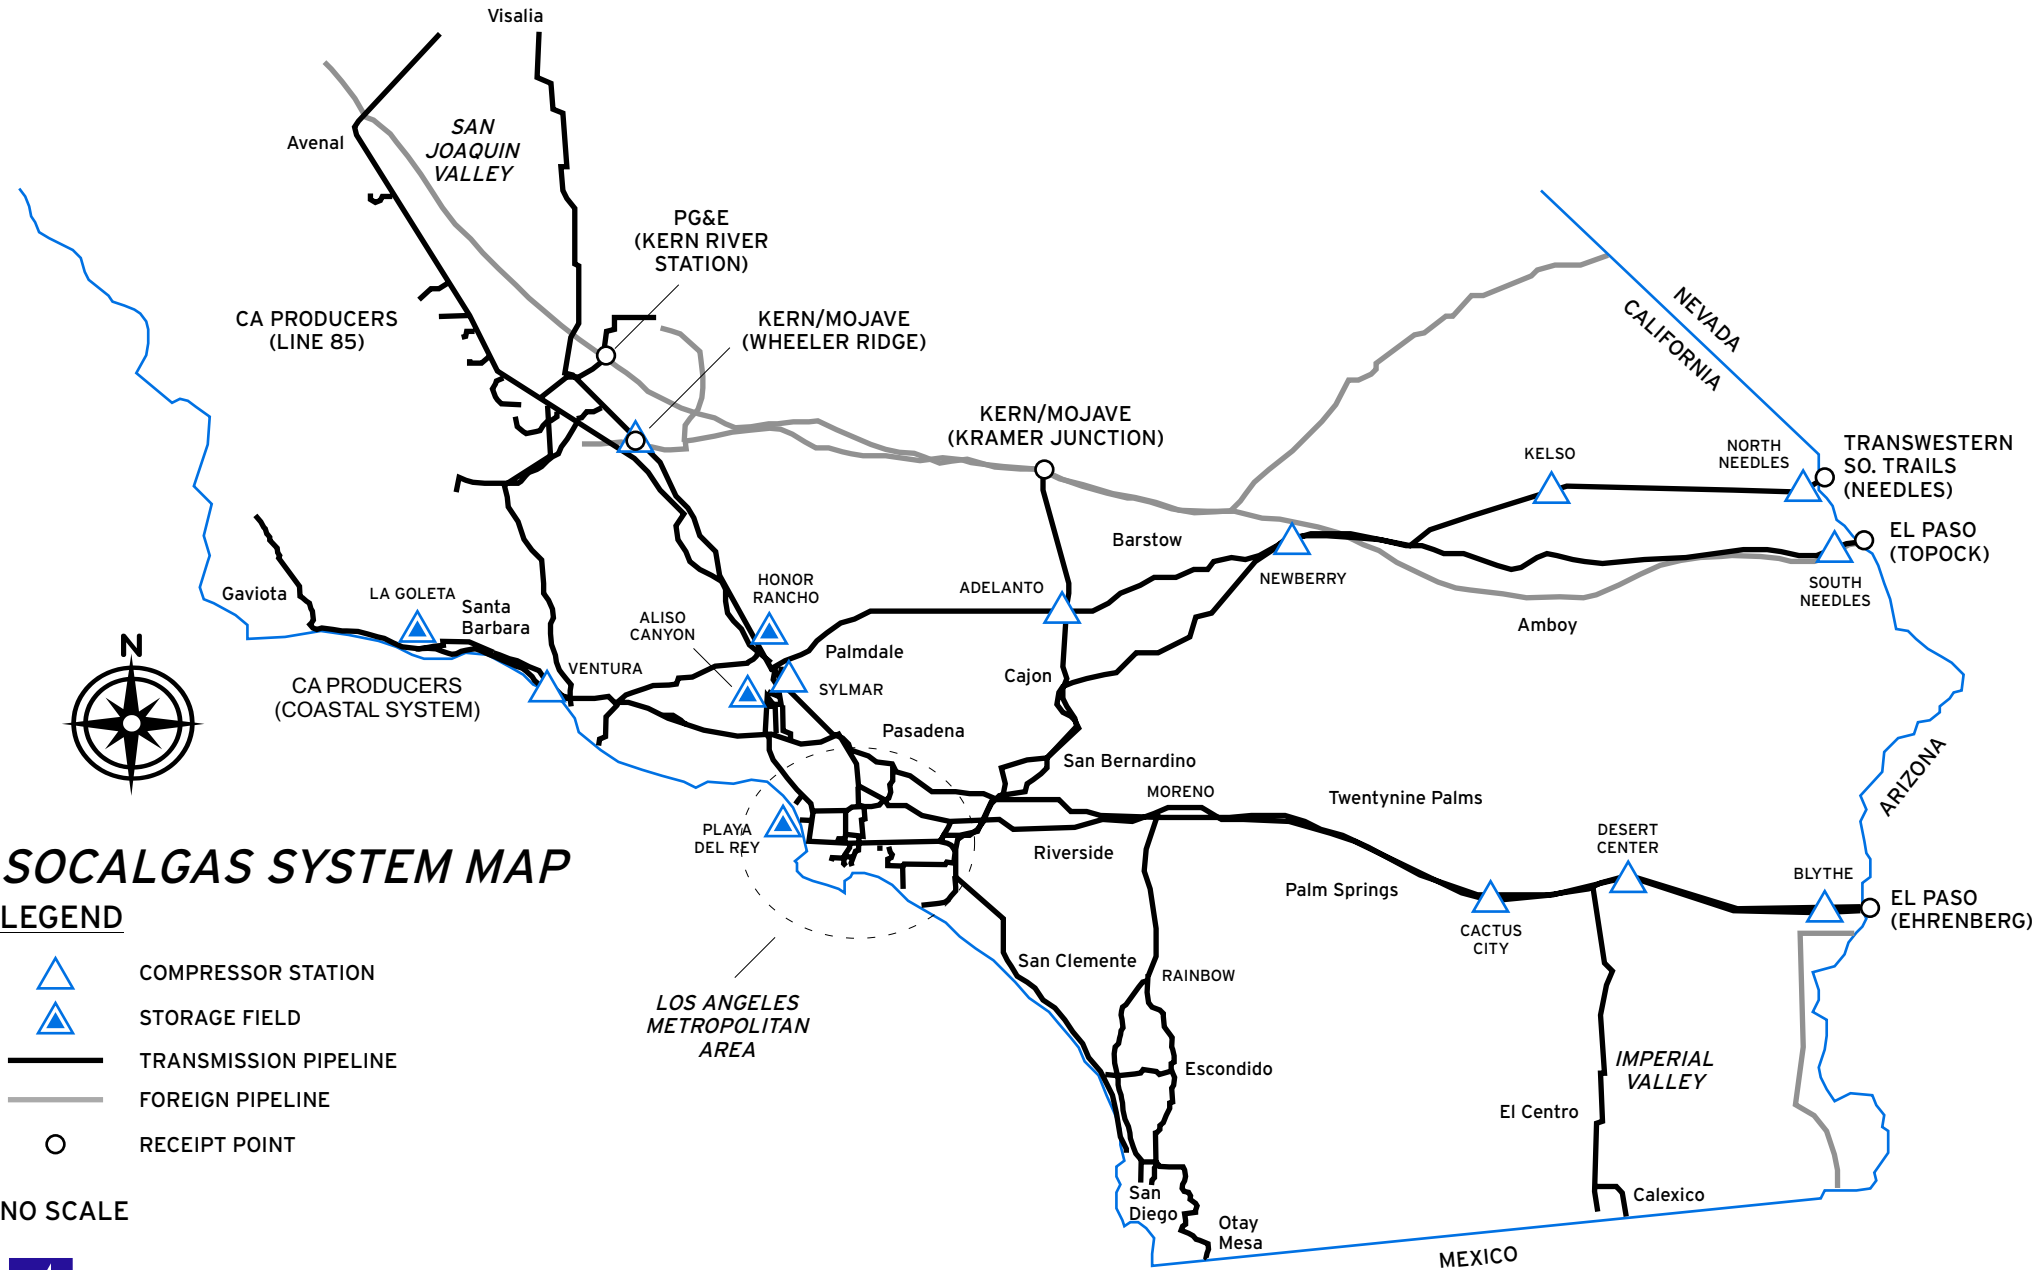 Visalia
Avenal
SAN
JOAQUIN
VALLEY
PG&E
(KERN RIVER
STATION)
CA PRODUCERS
(LINE 85)
KERN/MOJAVE
(WHEELER RIDGE)
NEVADA
CALIFORNIA
KERN/MOJAVE
(KRAMER JUNCTION)
KELSO
NORTH
NEEDLES
TRANSWESTERN
SO. TRAILS
(NEEDLES)
EL PASO
(TOPOCK)
Barstow
NEWBERRY
SOUTH
NEEDLES
Amboy
ADELANTO
HONOR
RANCHO
ALISO
CANYON
Gaviota
LA GOLETA
Santa
Barbara
N
VENTURA
CA PRODUCERS
(COASTAL SYSTEM)
Palmdale
SYLMAR
Cajon
Pasadena
San Bernardino
MORENO
Twentynine Palms
ARIZONA
PLAYA
DEL REY
Riverside
DESERT
CENTER
Palm Springs
BLYTHE
EL PASO
(EHRENBERG)
CACTUS
CITY
SOCALGAS SYSTEM MAP
LEGEND
COMPRESSOR STATION
STORAGE FIELD
TRANSMISSION PIPELINE
FOREIGN PIPELINE
RECEIPT POINT
NO SCALE
LOS ANGELES
METROPOLITAN
AREA
San Clemente
RAINBOW
Escondido
IMPERIAL
VALLEY
El Centro
San
Diego
Otay
Mesa
Calexico
MEXICO